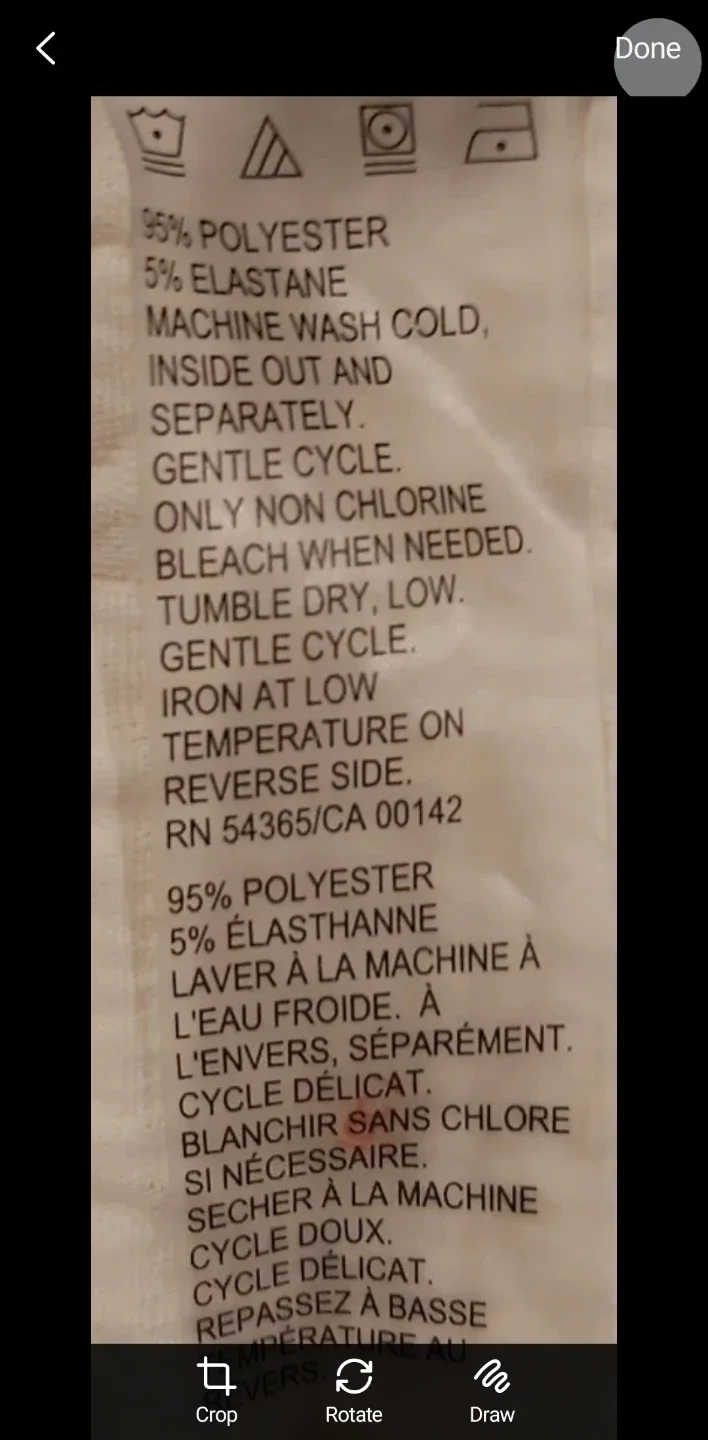 Done
95% POLYESTER
5% ELASTANE
MACHINE WASH COLD,
INSIDE OUT AND
SEPARATELY.
GENTLE CYCLE.
ONLY NON CHLORINE
BLEACH WHEN NEEDED.
TUMBLE DRY, LOW.
GENTLE CYCLE.
IRON AT LOW
TEMPERATURE ON
REVERSE SIDE.
RN 54365/CA 00142
95% POLYESTER
5% ÉLASTHANNE
LAVER À LA MACHINE À
L'EAU FROIDE. À
L'ENVERS, SÉPARÉMENT.
CYCLE DÉLICAT.
BLANCHIR SANS CHLORE
SI NÉCESSAIRE.
SECHER À LA MACHINE
CYCLE DOUX.
CYCLE DÉLICAT.
REPASSEZ À BASSE
TEMPÉRATURE AU
REVERS.
Crop Rotate Draw